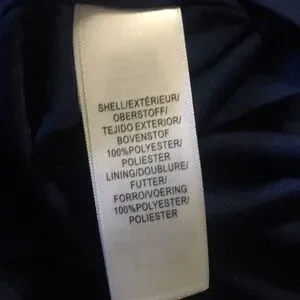 SHELL/EXTÉRIEUR/
OBERSTOFF/
TEJIDO EXTERIOR/
BOVENSTOF
100%POLYESTER/
POLIESTER
LINING/DOUBLURE/
FUTTER/
FORRO/VOERING
100%POLYESTER/
POLIESTER